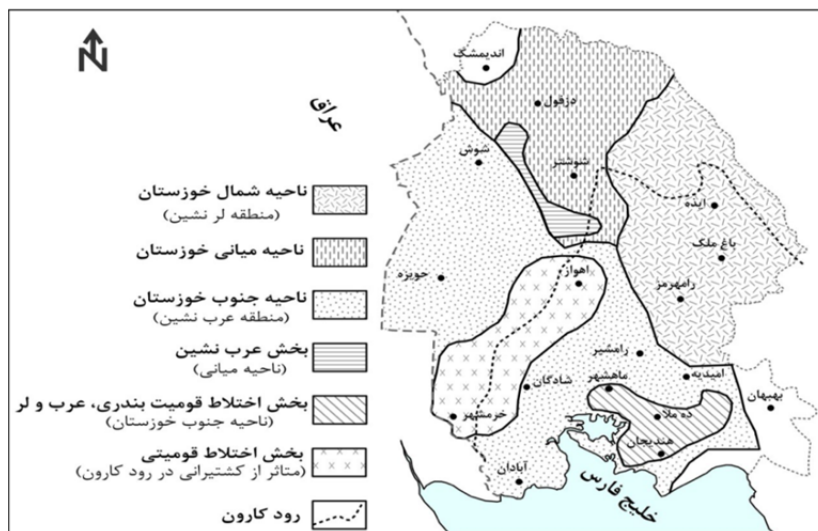 N
اندیمشک
دزفول
عراق
شوش
شوشتر
ایذه
باغ ملک
رامهرمز
اهواز
حویزه
رامشیر
امیدیه
ماهشهر
شادگان
ده ملا
بهبهان
خرمشهر
هندیجان
آبادان
خلیج فارس
ناحیه شمال خوزستان
(منطقه لر نشین)
ناحیه میانی خوزستان
ناحیه جنوب خوزستان
(منطقه عرب نشین)
بخش عرب نشین
(ناحیه میانی)
بخش اختلاط قومیت بندری، عرب و لر
(ناحیه جنوب خوزستان)
بخش اختلاط قومیتی
(متاثر از کشتیرانی در رود کارون)
رود کارون